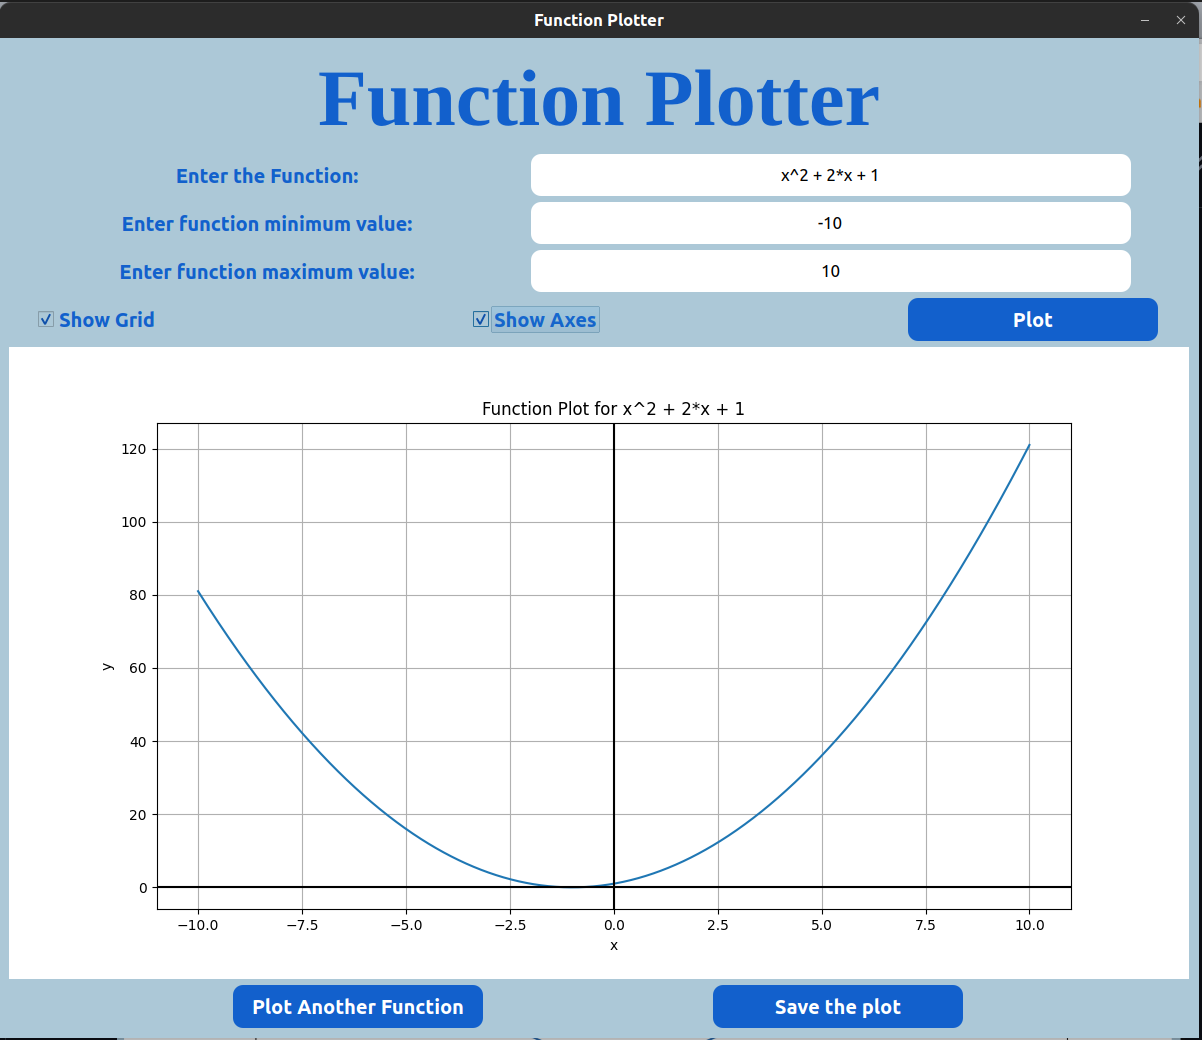 Function Plotter
Function Plotter
Enter the Function: x^2 + 2*x + 1
Enter function minimum value: -10
Enter function maximum value: 10
Show Grid Show Axes Plot
Function Plot for x^2 + 2*x + 1
120
100
80
60
40
20
0
y
−10.0 −7.5 −5.0 −2.5 0.0 2.5 5.0 7.5 10.0
x
Plot Another Function Save the plot